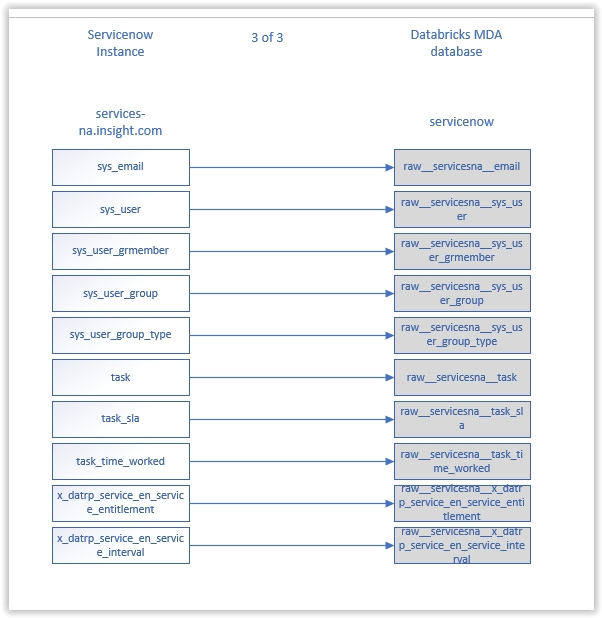 Servicenow
Instance
3 of 3
Databricks MDA
database
services-
na.insight.com
servicenow
sys_email
raw__servicesna__email
sys_user
raw__servicesna__sys_us
er
sys_user_grmember
raw__servicesna__sys_us
er_grmember
sys_user_group
raw__servicesna__sys_us
er_group
sys_user_group_type
raw__servicesna__sys_us
er_group_type
task
raw__servicesna__task
task_sla
raw__servicesna__task_sl
a
task_time_worked
raw__servicesna__task_ti
me_worked
x_datrp_service_en_servic
e_entitlement
raw__servicesna__x_datr
p_service_en_service_enti
tlement
x_datrp_service_en_servic
e_interval
raw__servicesna__x_datr
p_service_en_service_inte
rval